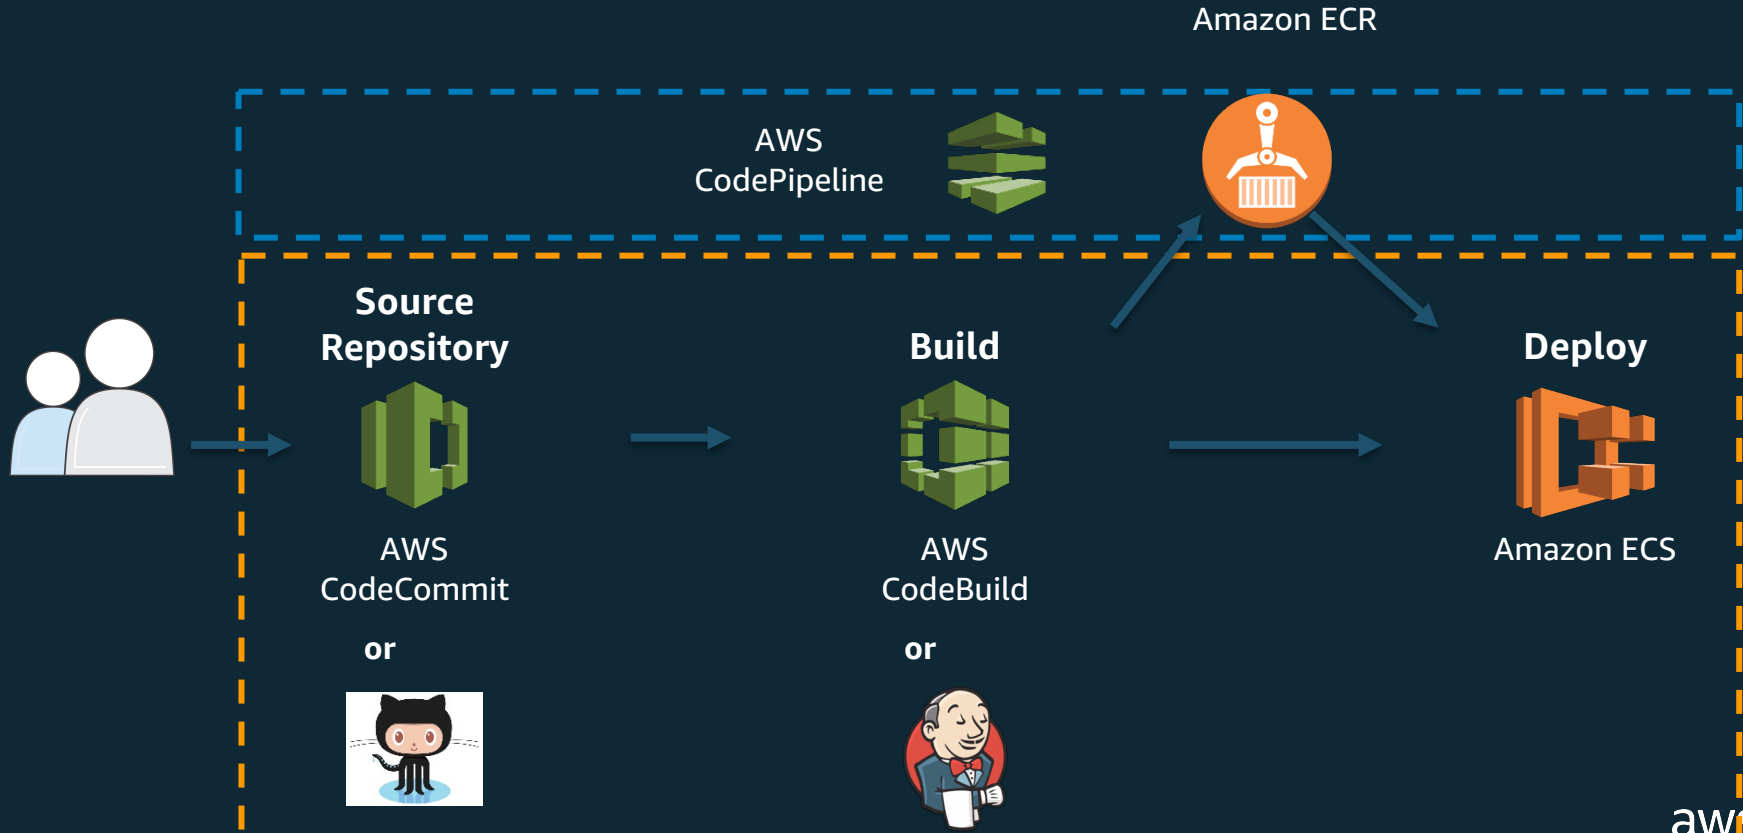 Amazon ECR
AWS
CodePipeline
Source
Repository
Build
Deploy
AWS
CodeCommit
AWS
CodeBuild
Amazon ECS
or
or